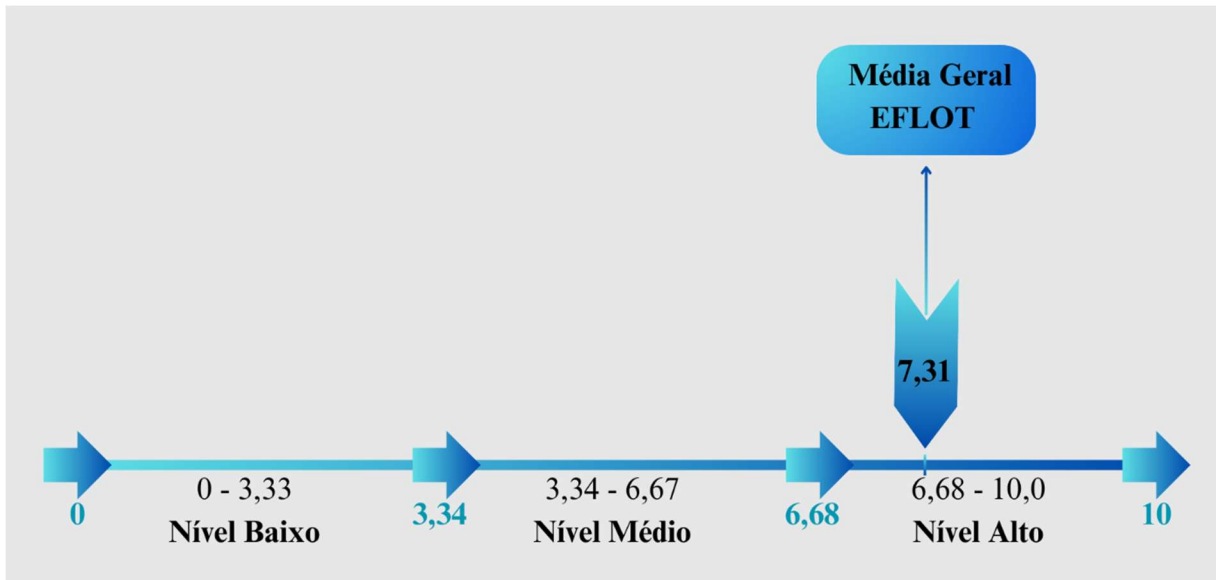 Média Geral
EFLOT
7,31
0 - 3,33
3,34 - 6,67
6,68 - 10,0
0
3,34
6,68
10
Nível Baixo
Nível Médio
Nível Alto